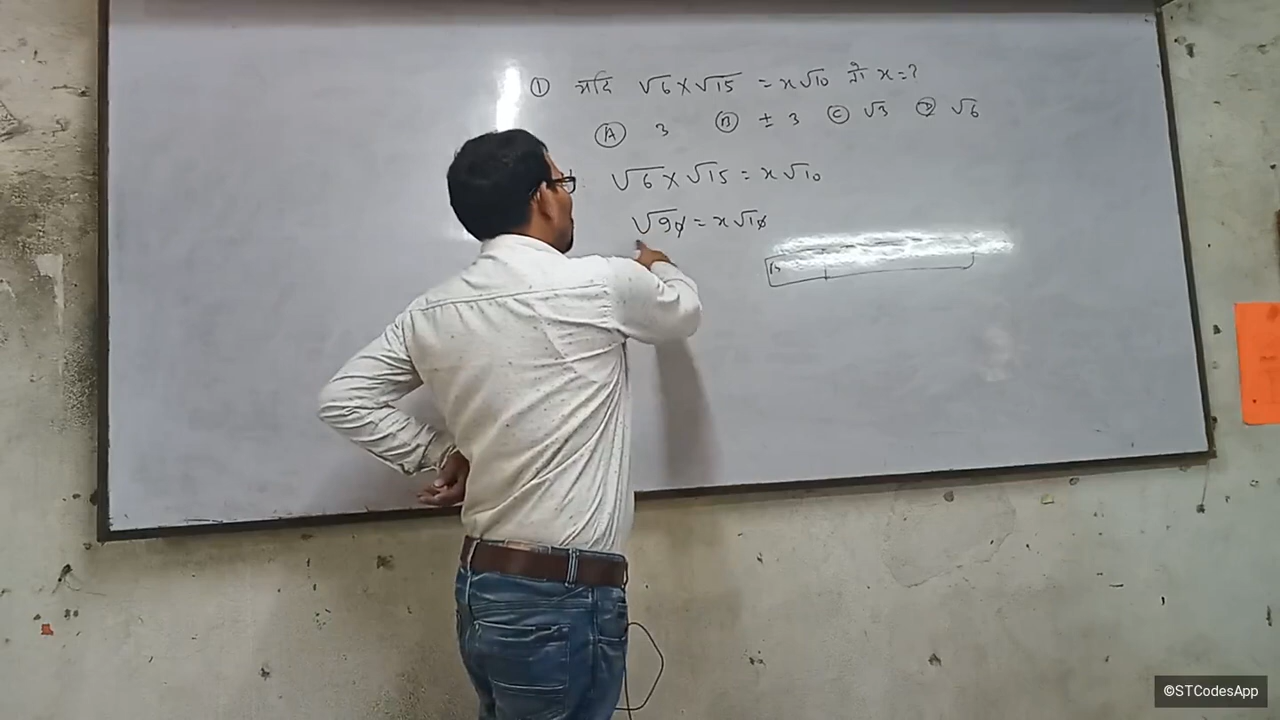 ① यदि √6 × √15 = x√10 तो x = ?
Ⓐ 3 Ⓑ ± 3 Ⓒ √3 Ⓓ √6
√6 × √15 = x√10
√90 = x√10
©STCodesApp